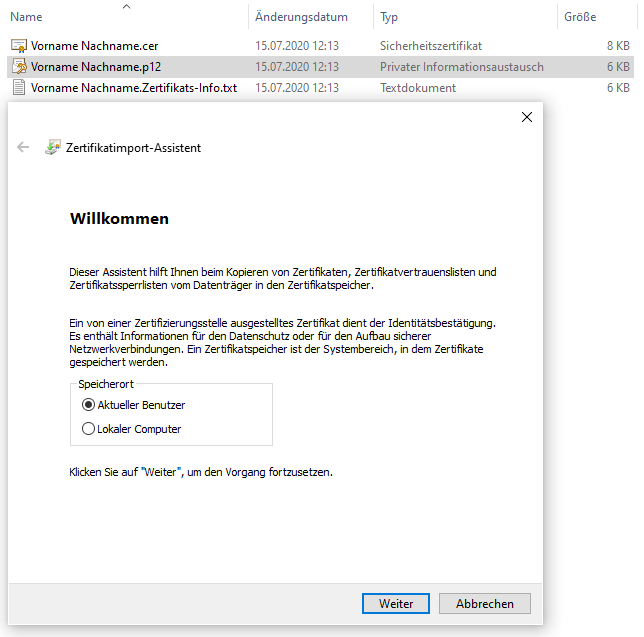 Name Änderungsdatum Typ Größe
Vorname Nachname.cer 15.07.2020 12:13 Sicherheitszertifikat 8 KB
Vorname Nachname.p12 15.07.2020 12:13 Privater Informationsaustausch 6 KB
Vorname Nachname.Zertifikats-Info.txt 15.07.2020 12:13 Textdokument 6 KB
Zertifikatimport-Assistent
Willkommen
Dieser Assistent hilft Ihnen beim Kopieren von Zertifikaten, Zertifikatvertrauenslisten und
Zertifikatssperrlisten vom Datenträger in den Zertifikatspeicher.
Ein von einer Zertifizierungsstelle ausgestelltes Zertifikat dient der Identitätsbestätigung.
Es enthält Informationen für den Datenschutz oder für den Aufbau sicherer
Netzwerkverbindungen. Ein Zertifikatspeicher ist der Systembereich, in dem Zertifikate
gespeichert werden.
Speicherort
Aktueller Benutzer
Lokaler Computer
Klicken Sie auf "Weiter", um den Vorgang fortzusetzen.
Weiter Abbrechen